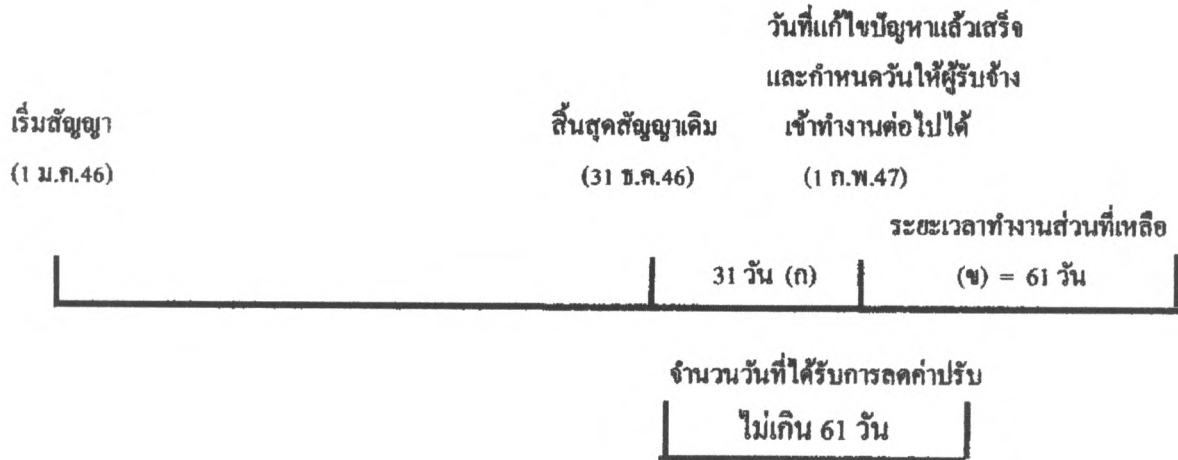 วันที่แก้ไขปัญหาแล้วเสร็จ
และกำหนดวันให้ผู้รับจ้าง
เริ่มสัญญา สิ้นสุดสัญญาเดิม เข้าทำงานต่อไปได้
(1 ม.ค.46) (31 ธ.ค.46) (1 ก.พ.47)
ระยะเวลาทำงานส่วนที่เหลือ
31 วัน (ก) (ข) = 61 วัน
จำนวนวันที่ได้รับการลดค่าปรับ
ไม่เกิน 61 วัน